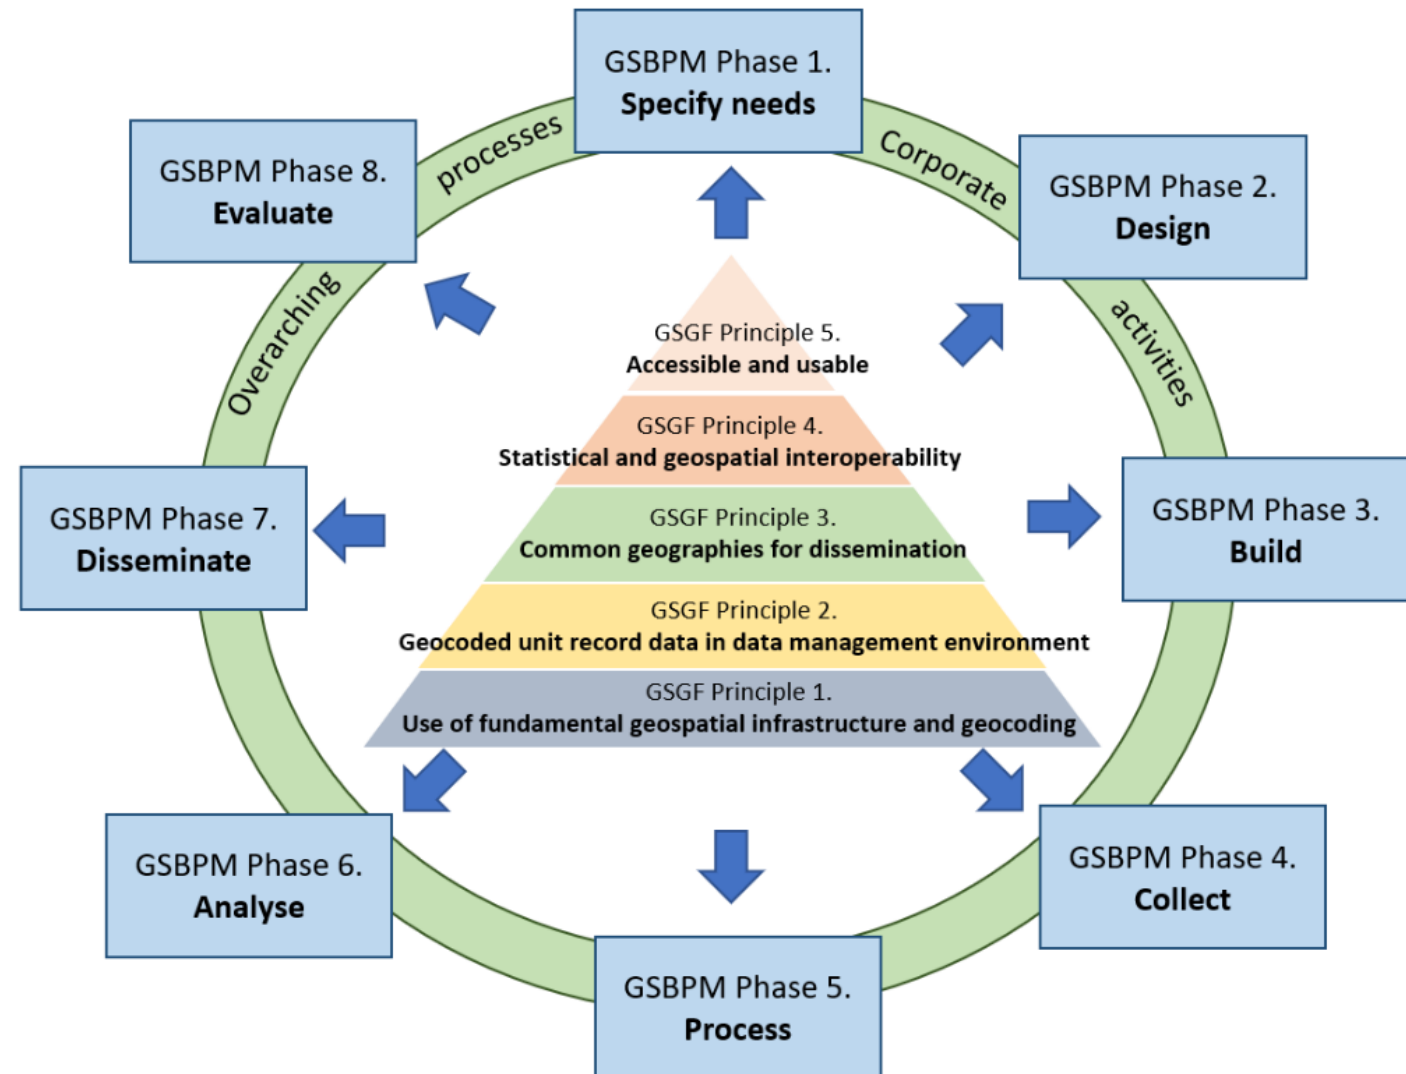 GSBPM Phase 1.
Specify needs
GSBPM Phase 8.
Evaluate
processes
Corporate
GSBPM Phase 2.
Design
Overarching
activities
GSGF Principle 5.
Accessible and usable
GSGF Principle 4.
Statistical and geospatial interoperability
GSBPM Phase 7.
Disseminate
GSGF Principle 3.
Common geographies for dissemination
GSBPM Phase 3.
Build
GSGF Principle 2.
Geocoded unit record data in data management environment
GSGF Principle 1.
Use of fundamental geospatial infrastructure and geocoding
GSBPM Phase 6.
Analyse
GSBPM Phase 4.
Collect
GSBPM Phase 5.
Process